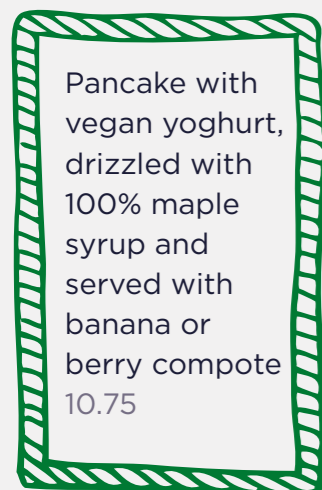 Pancake with
vegan yoghurt,
drizzled with
100% maple
syrup and
served with
banana or
berry compote
10.75